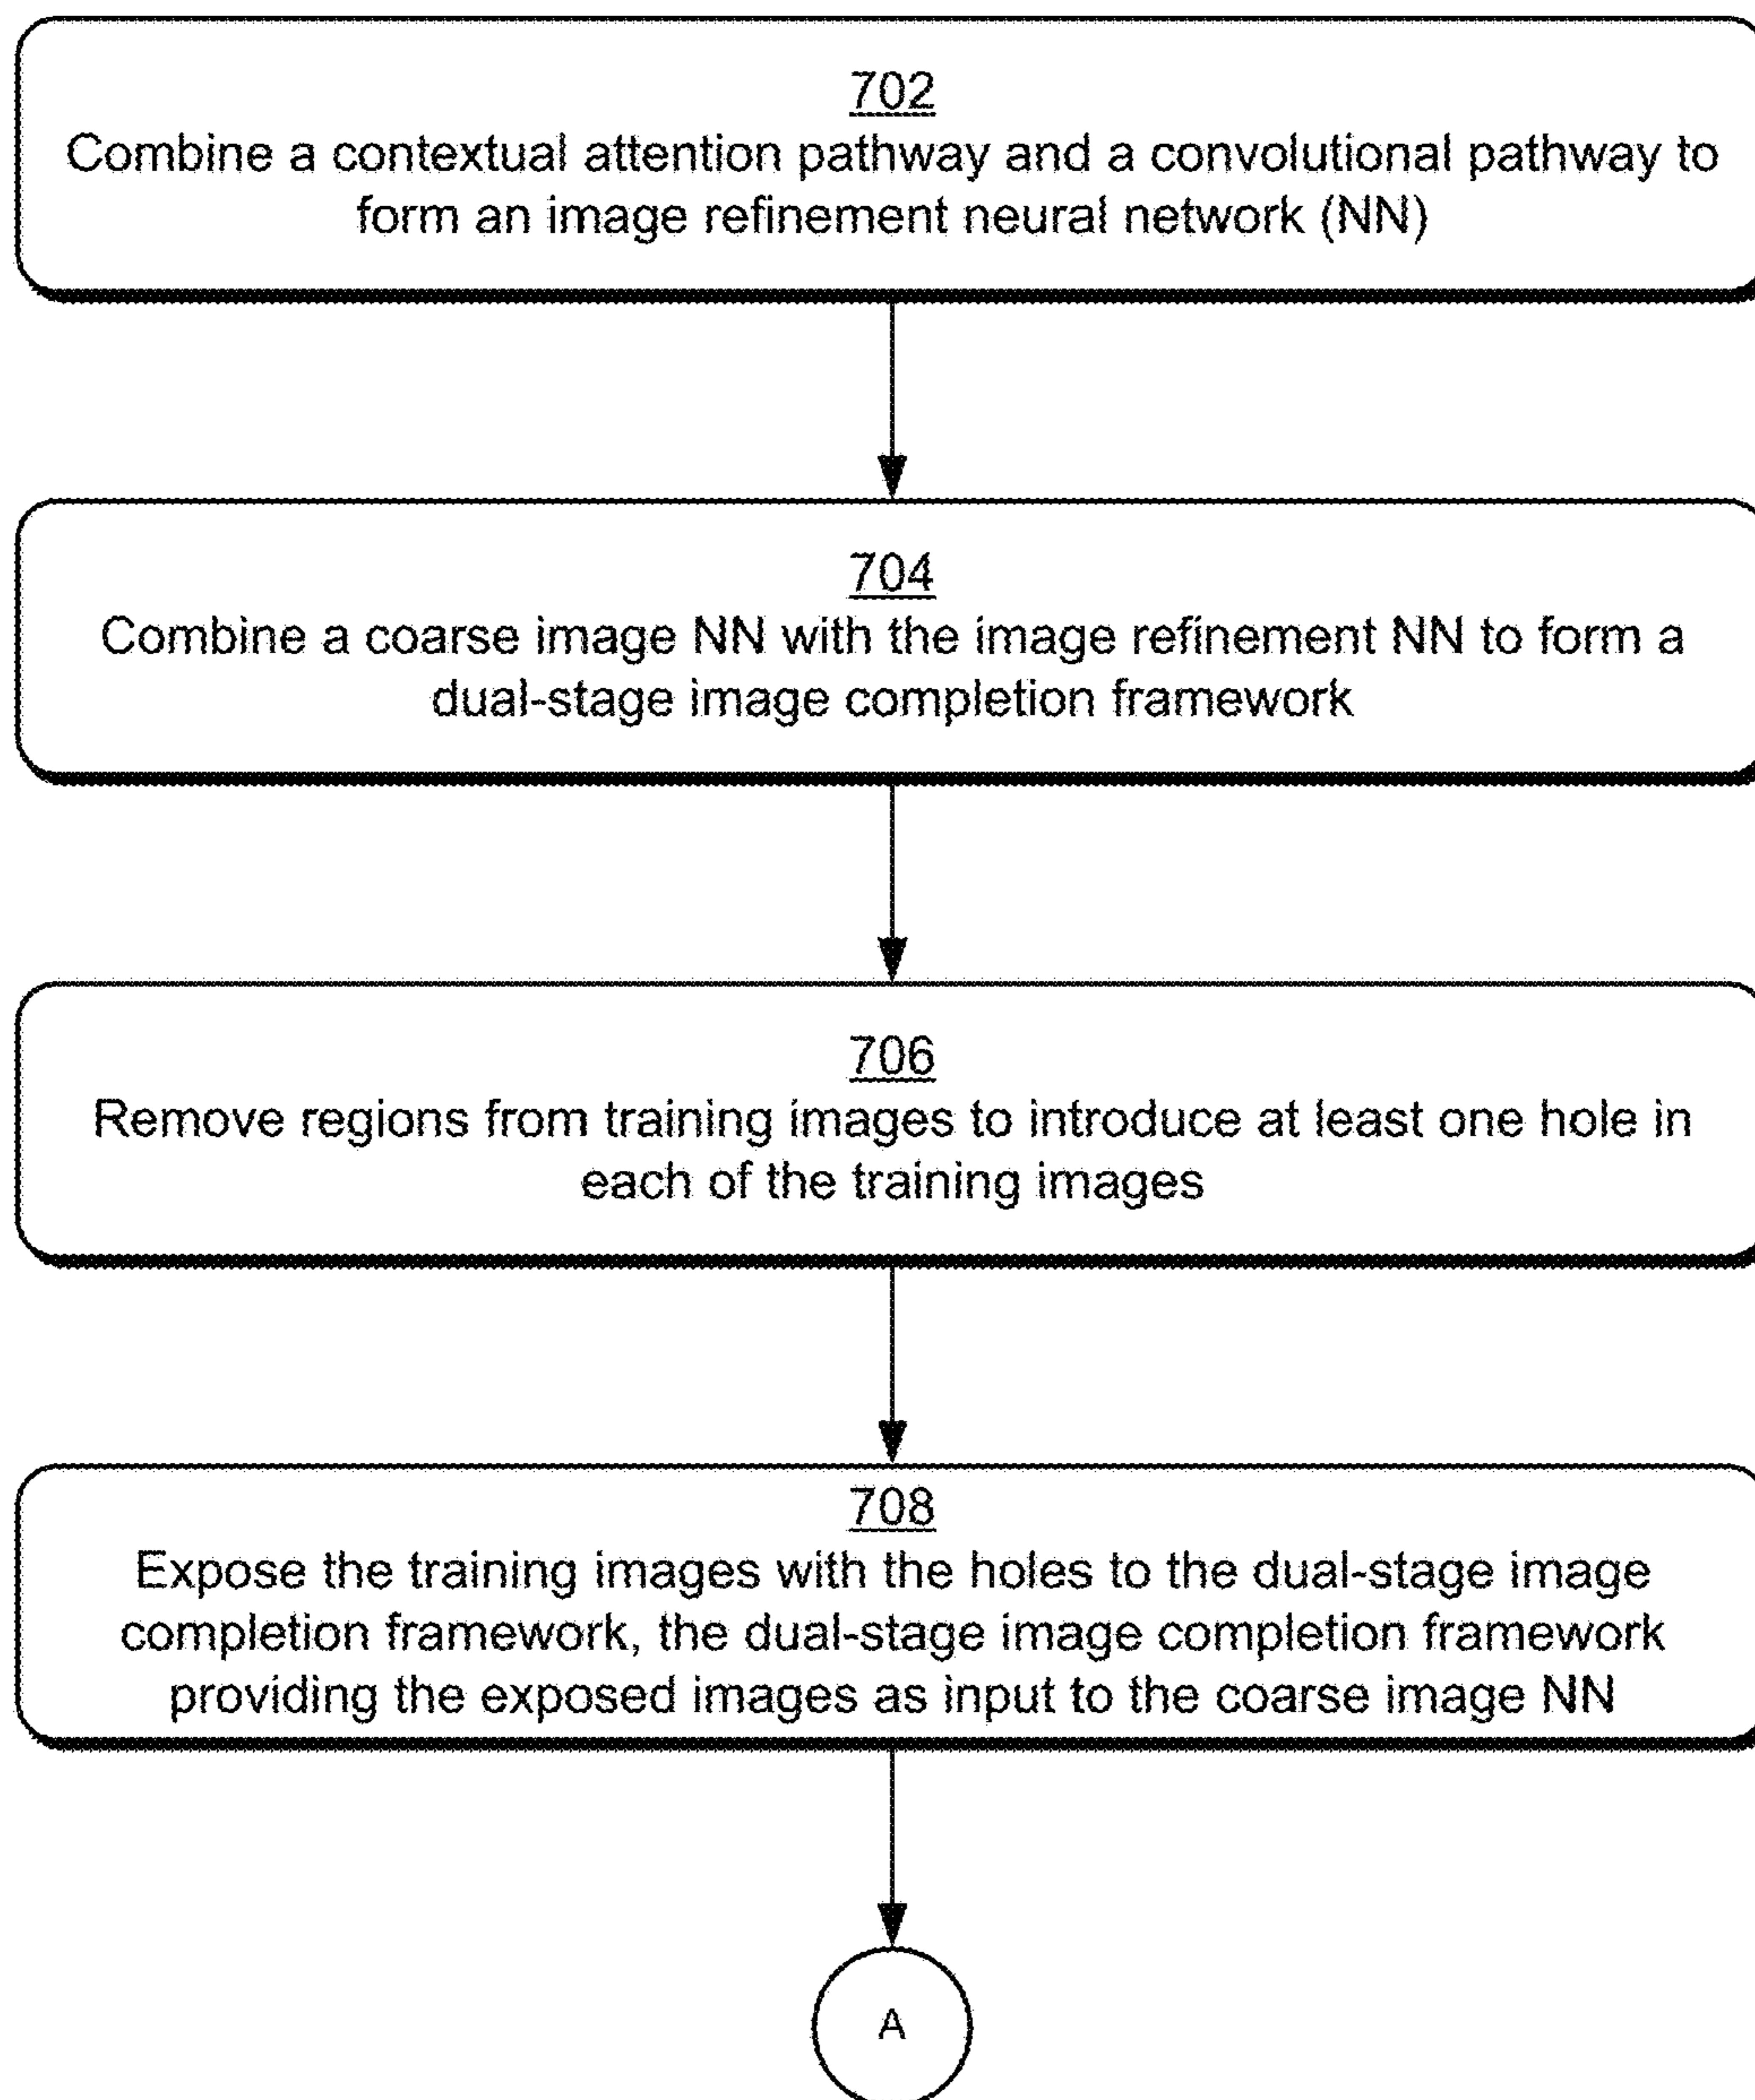 702
Combine a contextual attention pathway and a convolutional pathway to
form an image refinement neural network (NN)
704
Combine a coarse image NN with the image refinement NN to form a
dual-stage image completion framework
706
Remove regions from training images to introduce at least one hole in
each of the training images
708
Expose the training images with the holes to the dual-stage image
completion framework, the dual-stage image completion framework
providing the exposed images as input to the coarse image NN
A